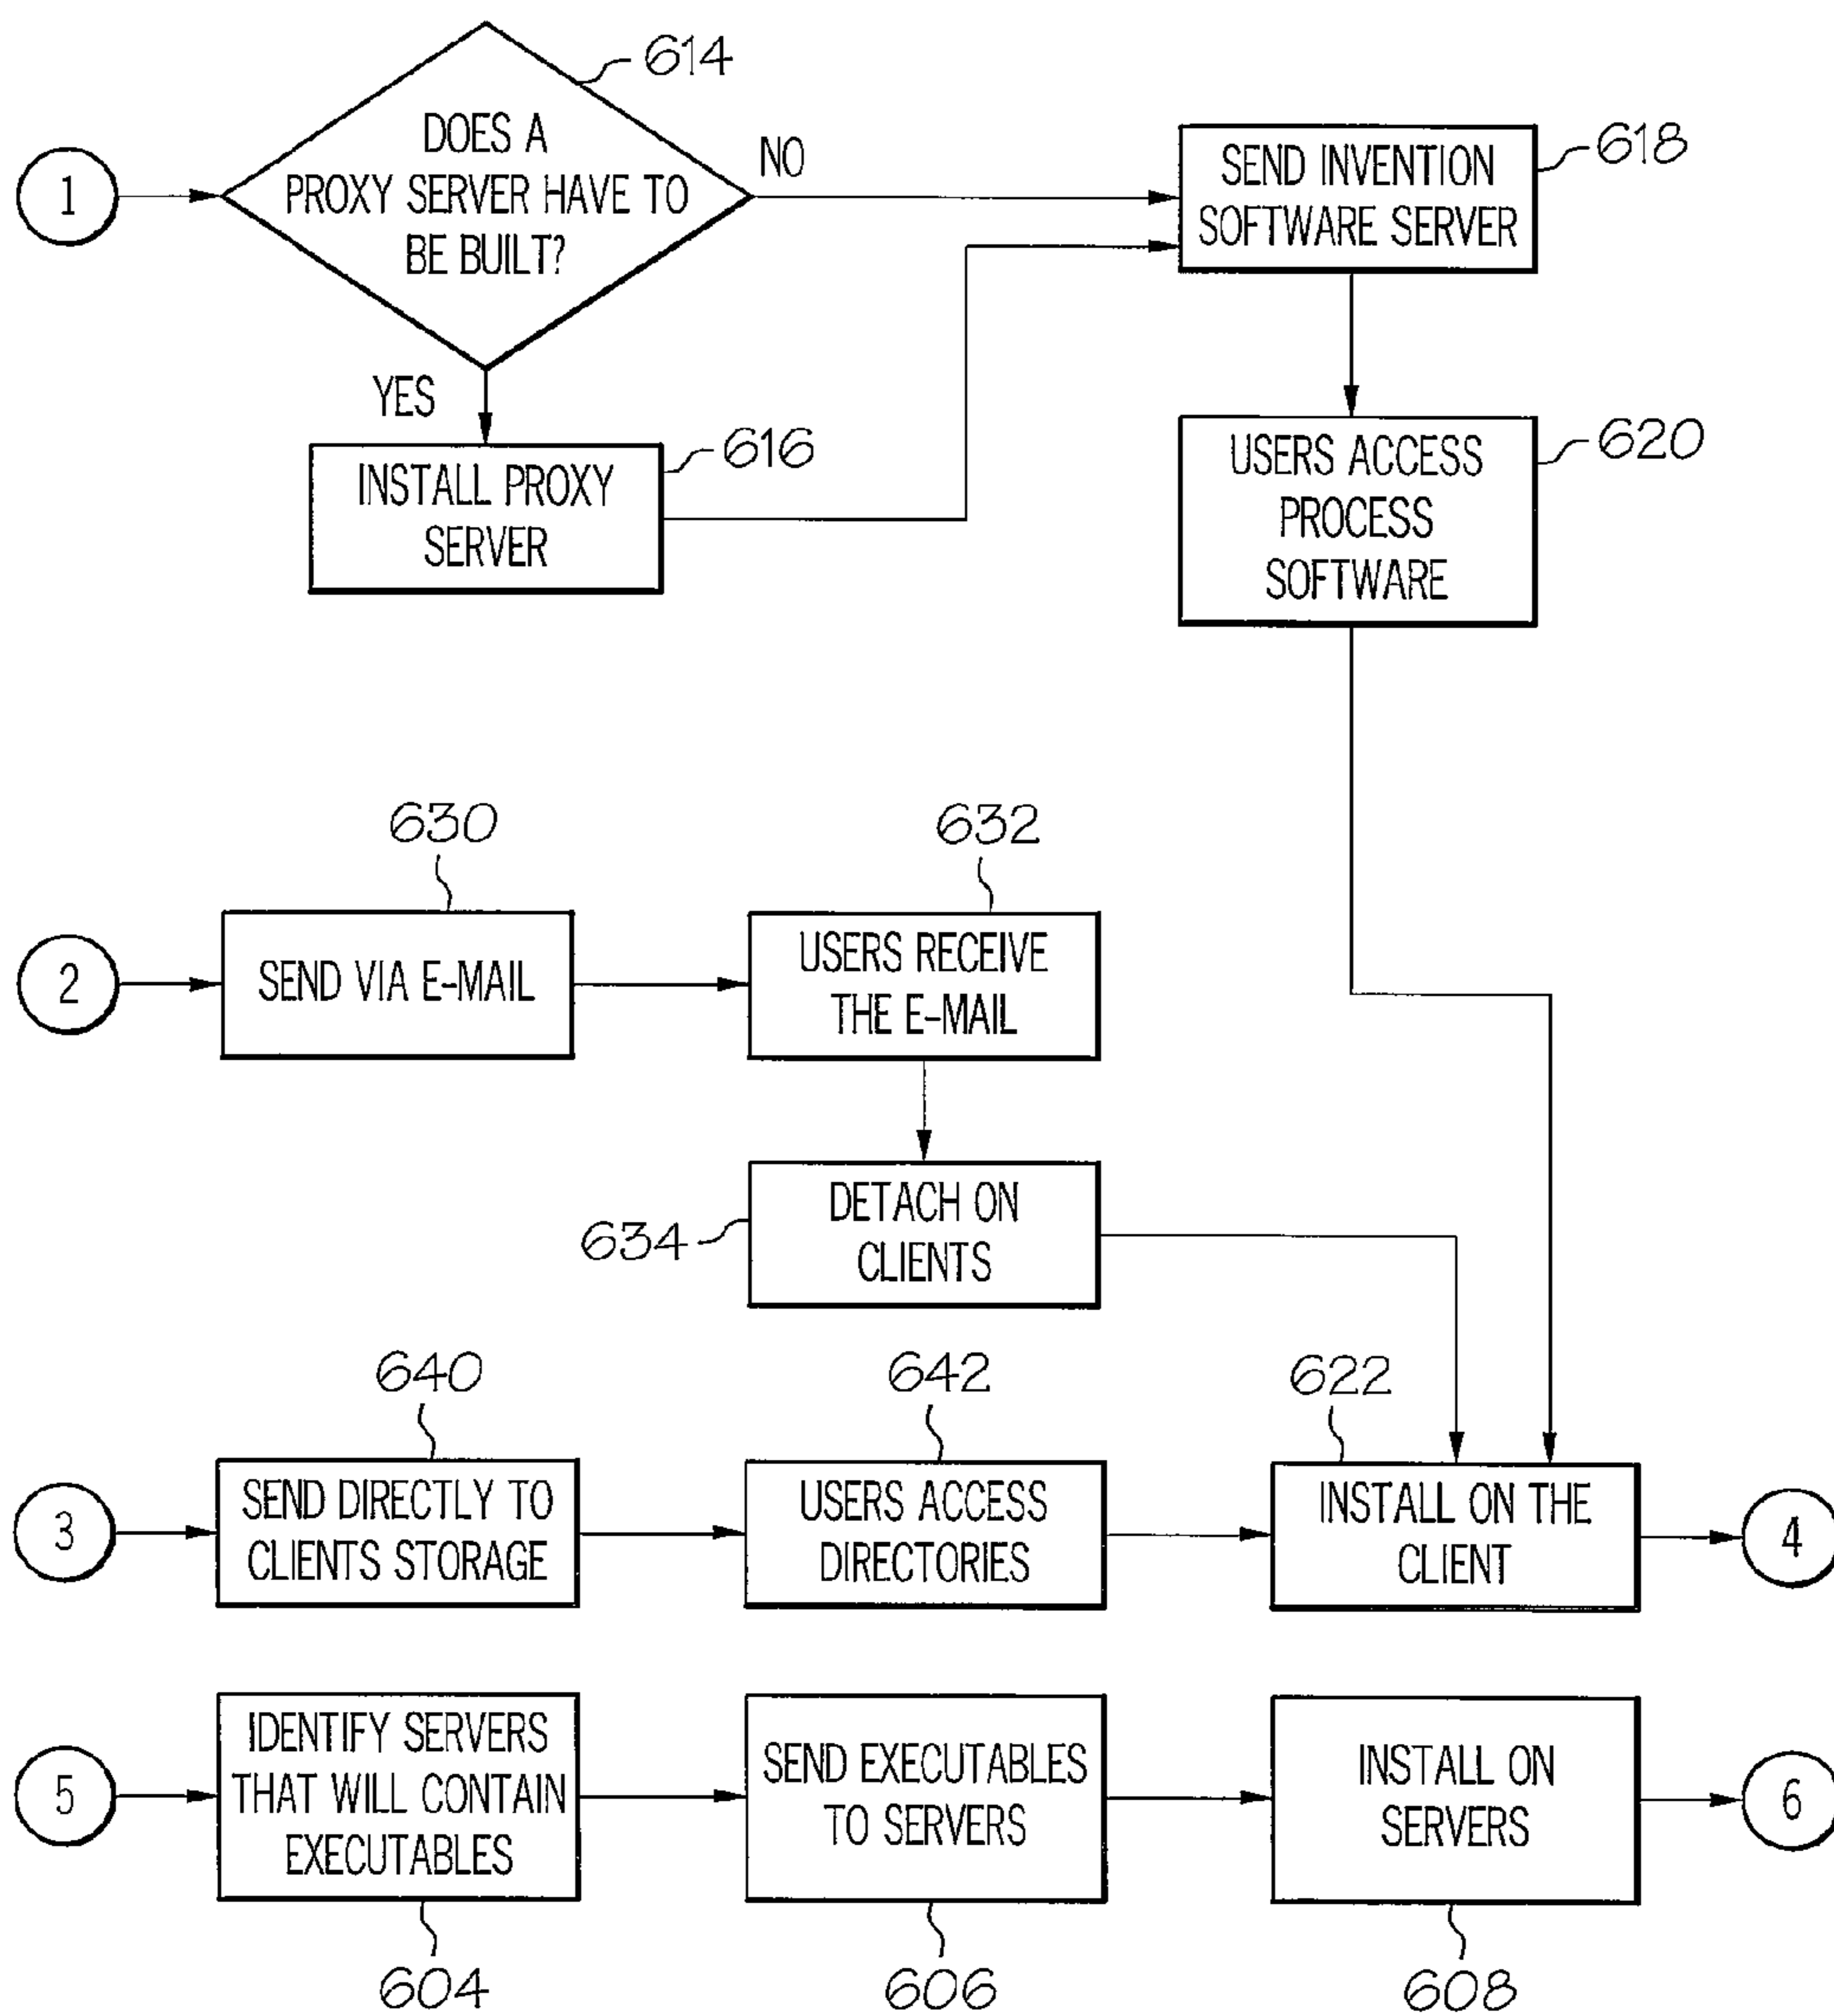 614
DOES A
PROXY SERVER HAVE TO
BE BUILT?
1
NO
YES
SEND INVENTION
SOFTWARE SERVER
618
INSTALL PROXY
SERVER
616
USERS ACCESS
PROCESS
SOFTWARE
620
630
632
2
SEND VIA E-MAIL
USERS RECEIVE
THE E-MAIL
DETACH ON
CLIENTS
634
640
642
622
3
SEND DIRECTLY TO
CLIENTS STORAGE
USERS ACCESS
DIRECTORIES
INSTALL ON THE
CLIENT
4
5
IDENTIFY SERVERS
THAT WILL CONTAIN
EXECUTABLES
SEND EXECUTABLES
TO SERVERS
INSTALL ON
SERVERS
6
604
606
608